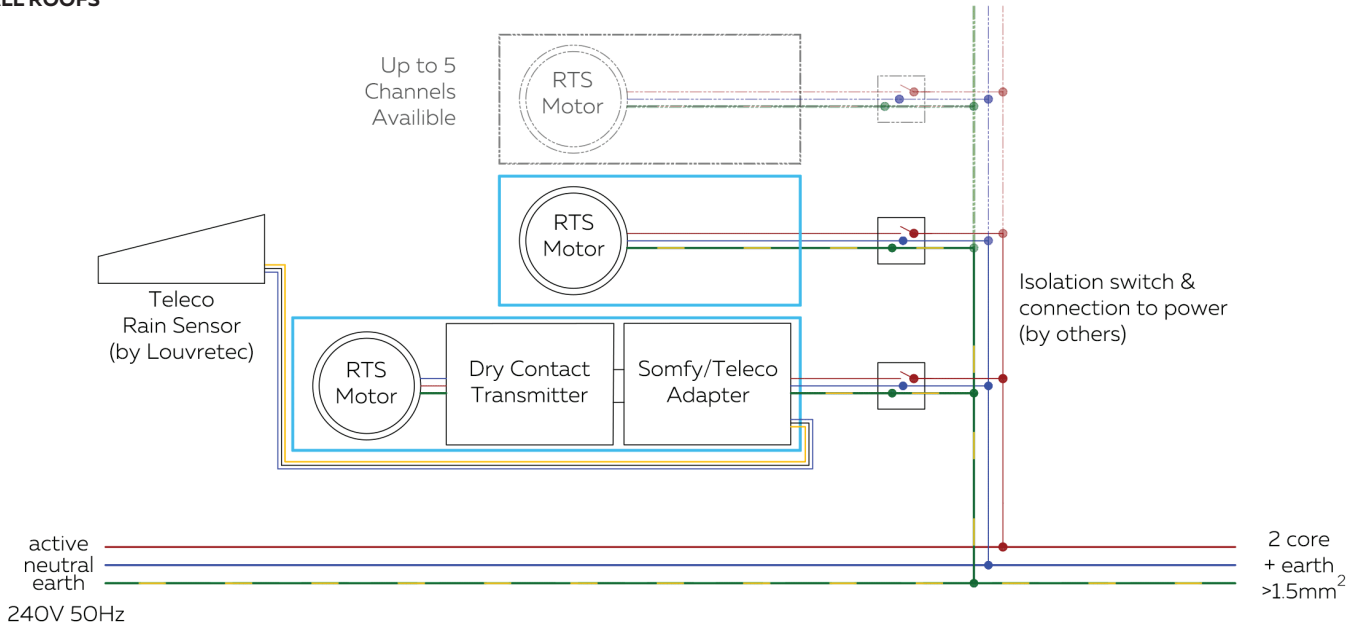 ROOFS
Up to 5
Channels
Availible
RTS
Motor
RTS
Motor
Teleco
Rain Sensor
(by Louvretec)
Isolation switch &
connection to power
(by others)
RTS
Motor
Dry Contact
Transmitter
Somfy/Teleco
Adapter
active
neutral
earth
240V 50Hz
2 core
+ earth
>1.5mm²